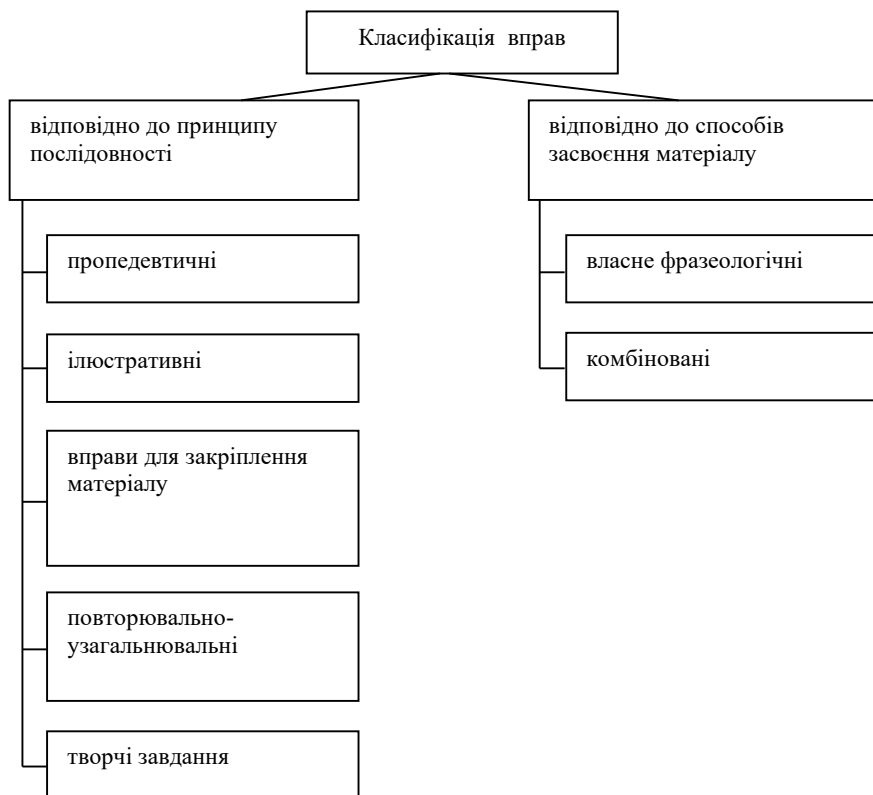 Класифікація вправ
відповідно до принципу
послідовності
відповідно до способів
засвоєння матеріалу
пропедевтичні
власне фразеологічні
ілюстративні
комбіновані
вправи для закріплення
матеріалу
повторювально-
узагальнювальні
творчі завдання